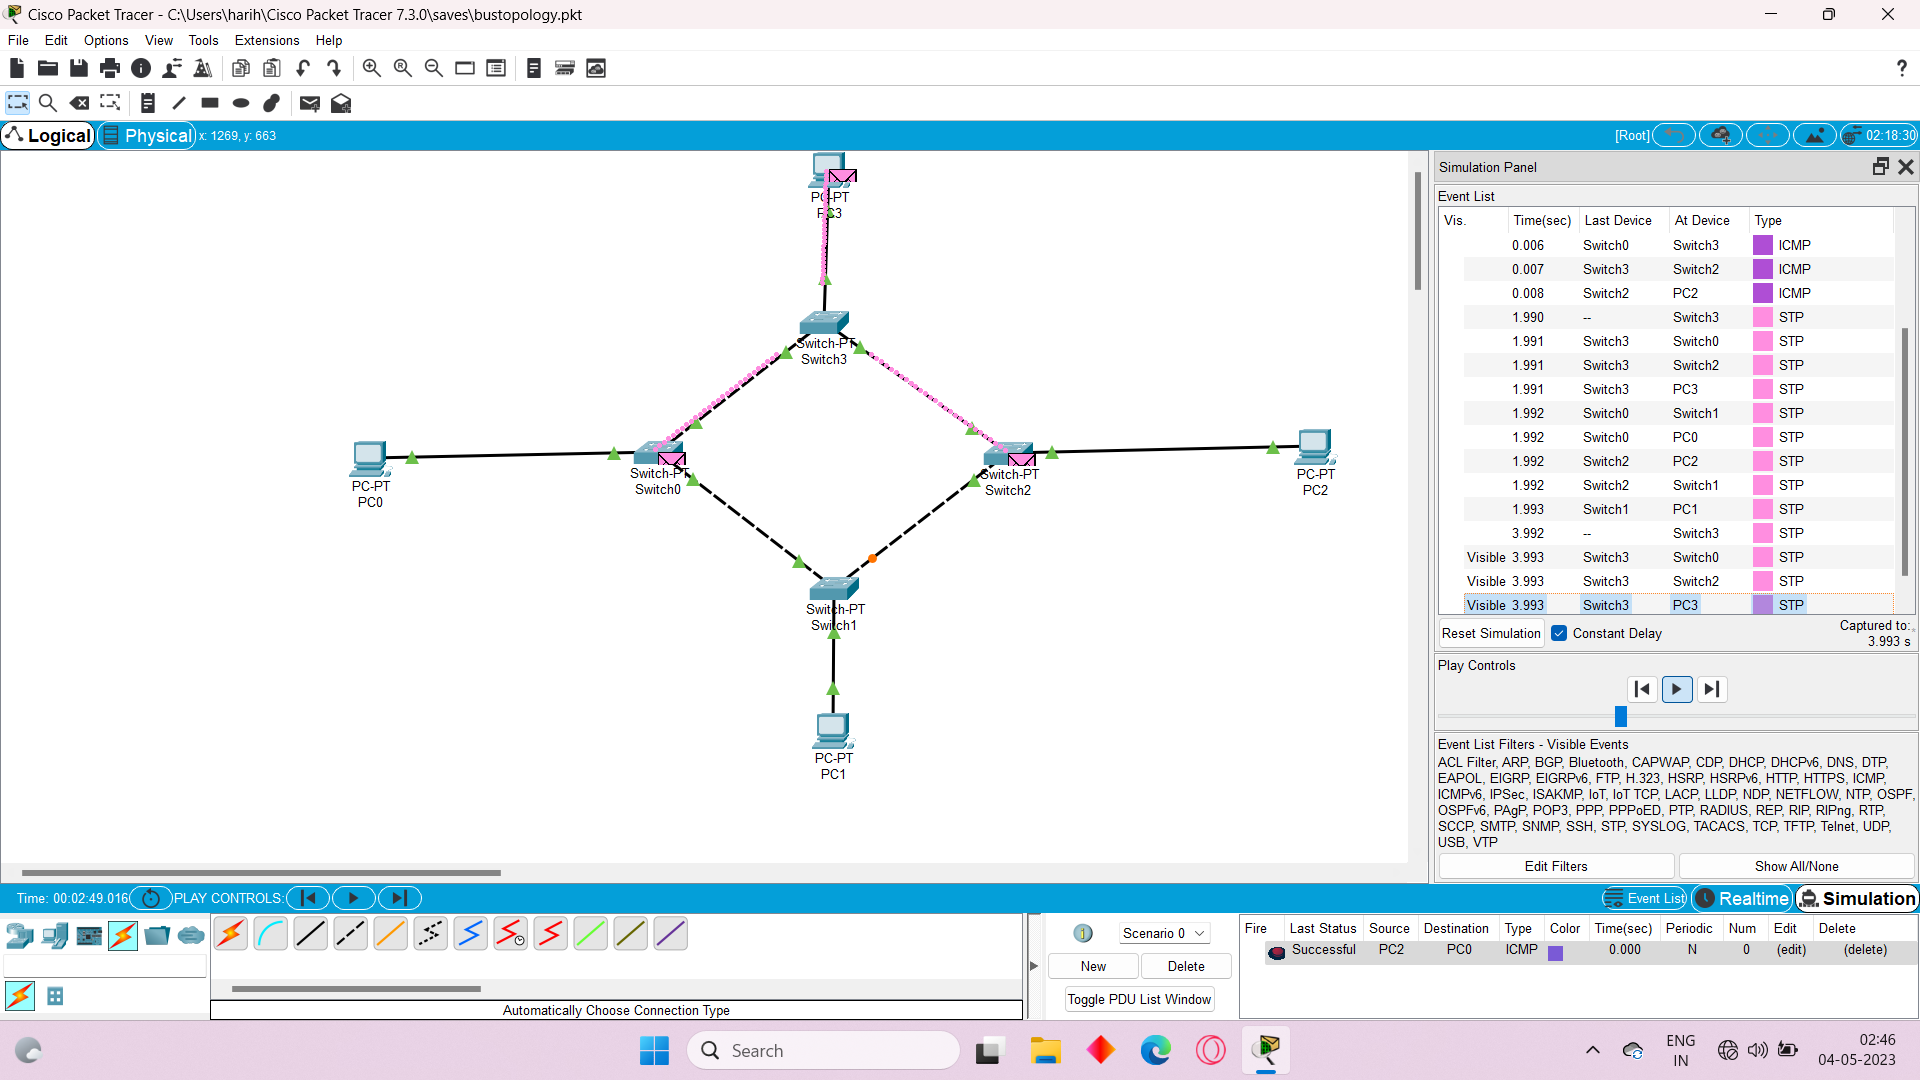 Cisco Packet Tracer - C:\Users\harih\Cisco Packet Tracer 7.3.0\saves\bustopology.pkt
File Edit Options View Tools Extensions Help
?
Logical Physical x: 1269, y: 663
[Root] 02:18:30
PC-PT
PC3
Switch-PT
Switch3
PC-PT
PC0
Switch-PT
Switch0
Switch-PT
Switch2
PC-PT
PC2
Switch-PT
Switch1
PC-PT
PC1
Simulation Panel
Event List
Vis. Time(sec) Last Device At Device Type
0.006 Switch0 Switch3 ICMP
0.007 Switch3 Switch2 ICMP
0.008 Switch2 PC2 ICMP
1.990 -- Switch3 STP
1.991 Switch3 Switch0 STP
1.991 Switch3 Switch2 STP
1.991 Switch3 PC3 STP
1.992 Switch0 Switch1 STP
1.992 Switch0 PC0 STP
1.992 Switch2 PC2 STP
1.992 Switch2 Switch1 STP
1.993 Switch1 PC1 STP
3.992 -- Switch3 STP
Visible 3.993 Switch3 Switch0 STP
Visible 3.993 Switch3 Switch2 STP
Visible 3.993 Switch3 PC3 STP
Reset Simulation Constant Delay Captured to:
3.993 s
Play Controls
Event List Filters - Visible Events
ACL Filter, ARP, BGP, Bluetooth, CAPWAP, CDP, DHCP, DHCPv6, DNS, DTP,
EAPOL, EIGRP, EIGRPv6, FTP, H.323, HSRP, HSRPv6, HTTP, HTTPS, ICMP,
ICMPv6, IPSec, ISAKMP, IoT, IoT TCP, LACP, LLDP, NDP, NETFLOW, NTP, OSPF,
OSPFv6, PAgP, POP3, PPP, PPPoED, PTP, RADIUS, REP, RIP, RIPng, RTP,
SCCP, SMTP, SNMP, SSH, STP, SYSLOG, TACACS, TCP, TFTP, Telnet, UDP,
USB, VTP
Edit Filters Show All/None
Time: 00:02:49.016 PLAY CONTROLS: Event List Realtime Simulation
Automatically Choose Connection Type
1 Scenario 0
New Delete
Toggle PDU List Window
Fire Last Status Source Destination Type Color Time(sec) Periodic Num Edit Delete
Successful PC2 PC0 ICMP 0.000 N 0 (edit) (delete)
Search
ENG
IN
02:46
04-05-2023